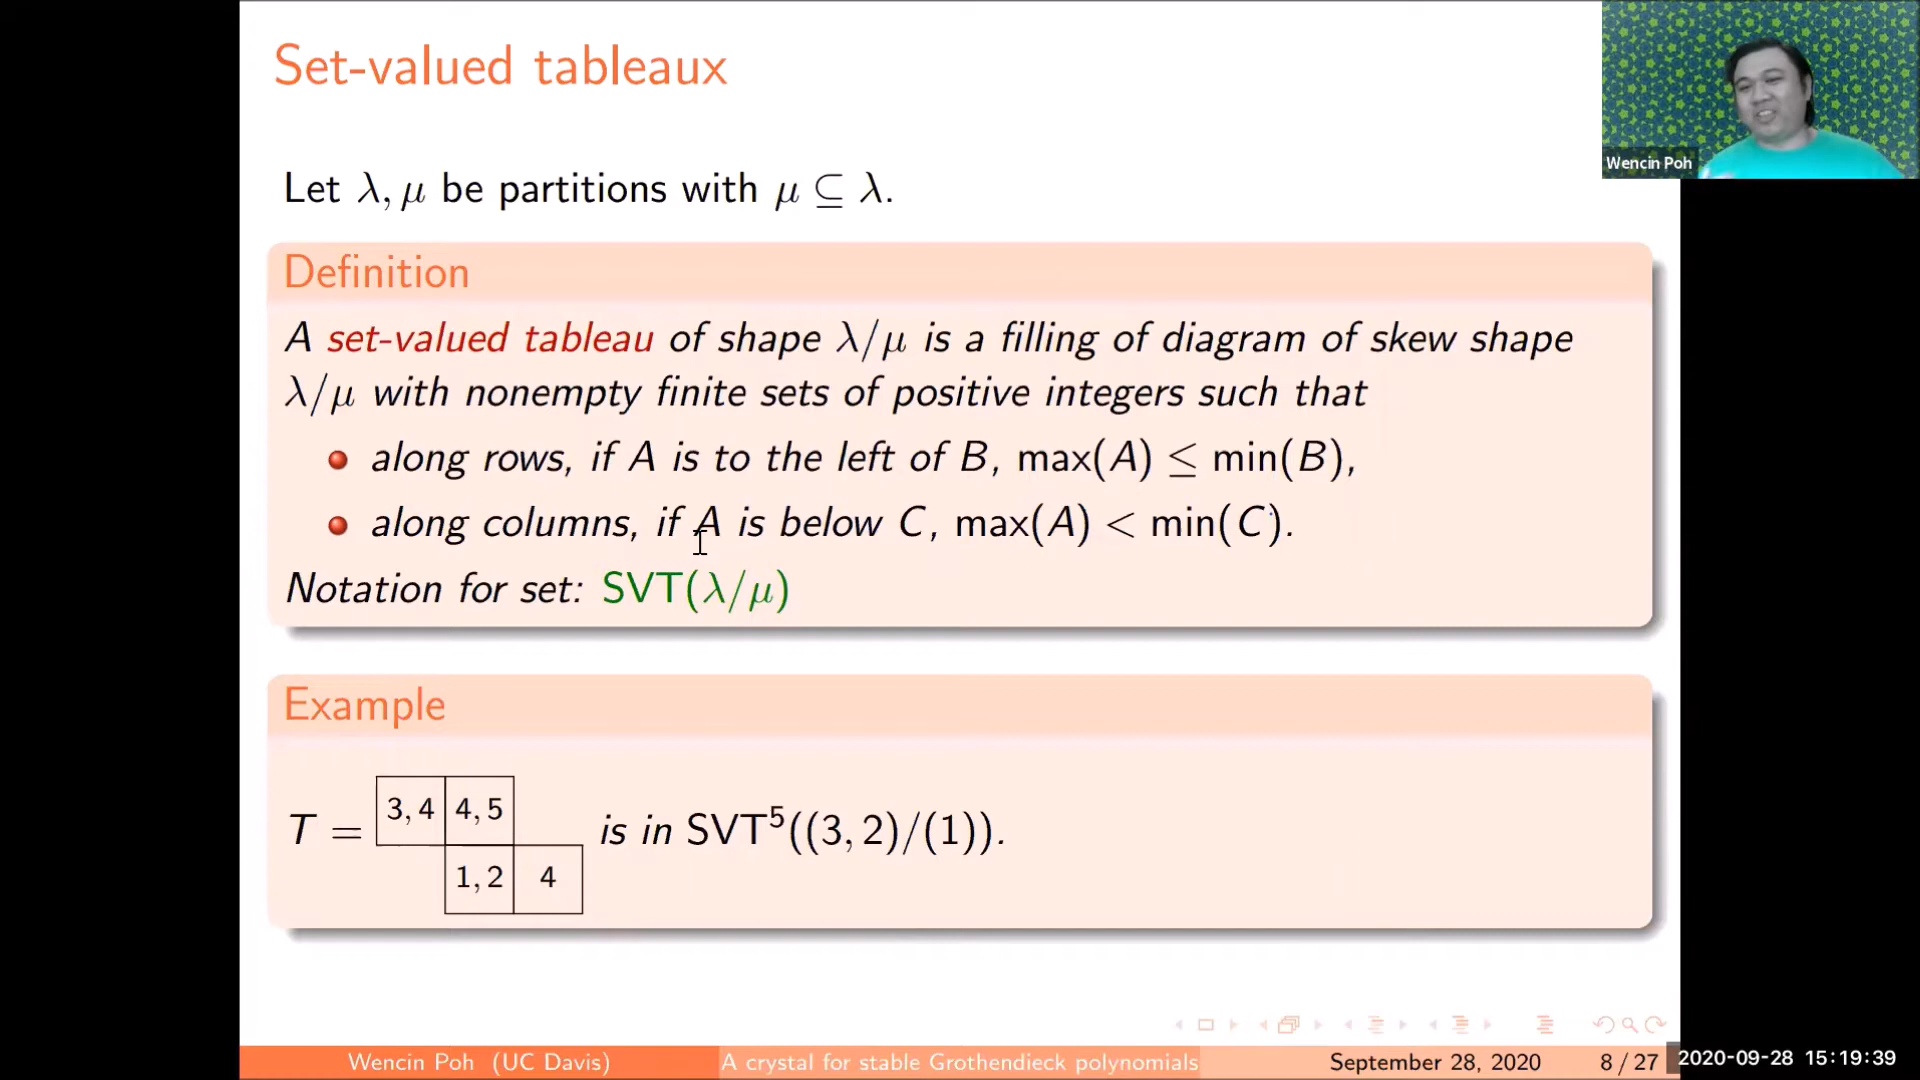 Set-valued tableaux
Wencin Poh
Let λ, μ be partitions with μ ⊆ λ.
Definition
A set-valued tableau of shape λ/μ is a filling of diagram of skew shape
λ/μ with nonempty finite sets of positive integers such that
along rows, if A is to the left of B, max(A) ≤ min(B),
along columns, if A is below C, max(A) < min(C).
Notation for set: SVT(λ/μ)
Example
3, 4 4, 5
T = is in SVT⁵((3, 2)/(1)).
1, 2 4
Wencin Poh (UC Davis) A crystal for stable Grothendieck polynomials September 28, 2020 8 / 27 2020-09-28 15:19:39